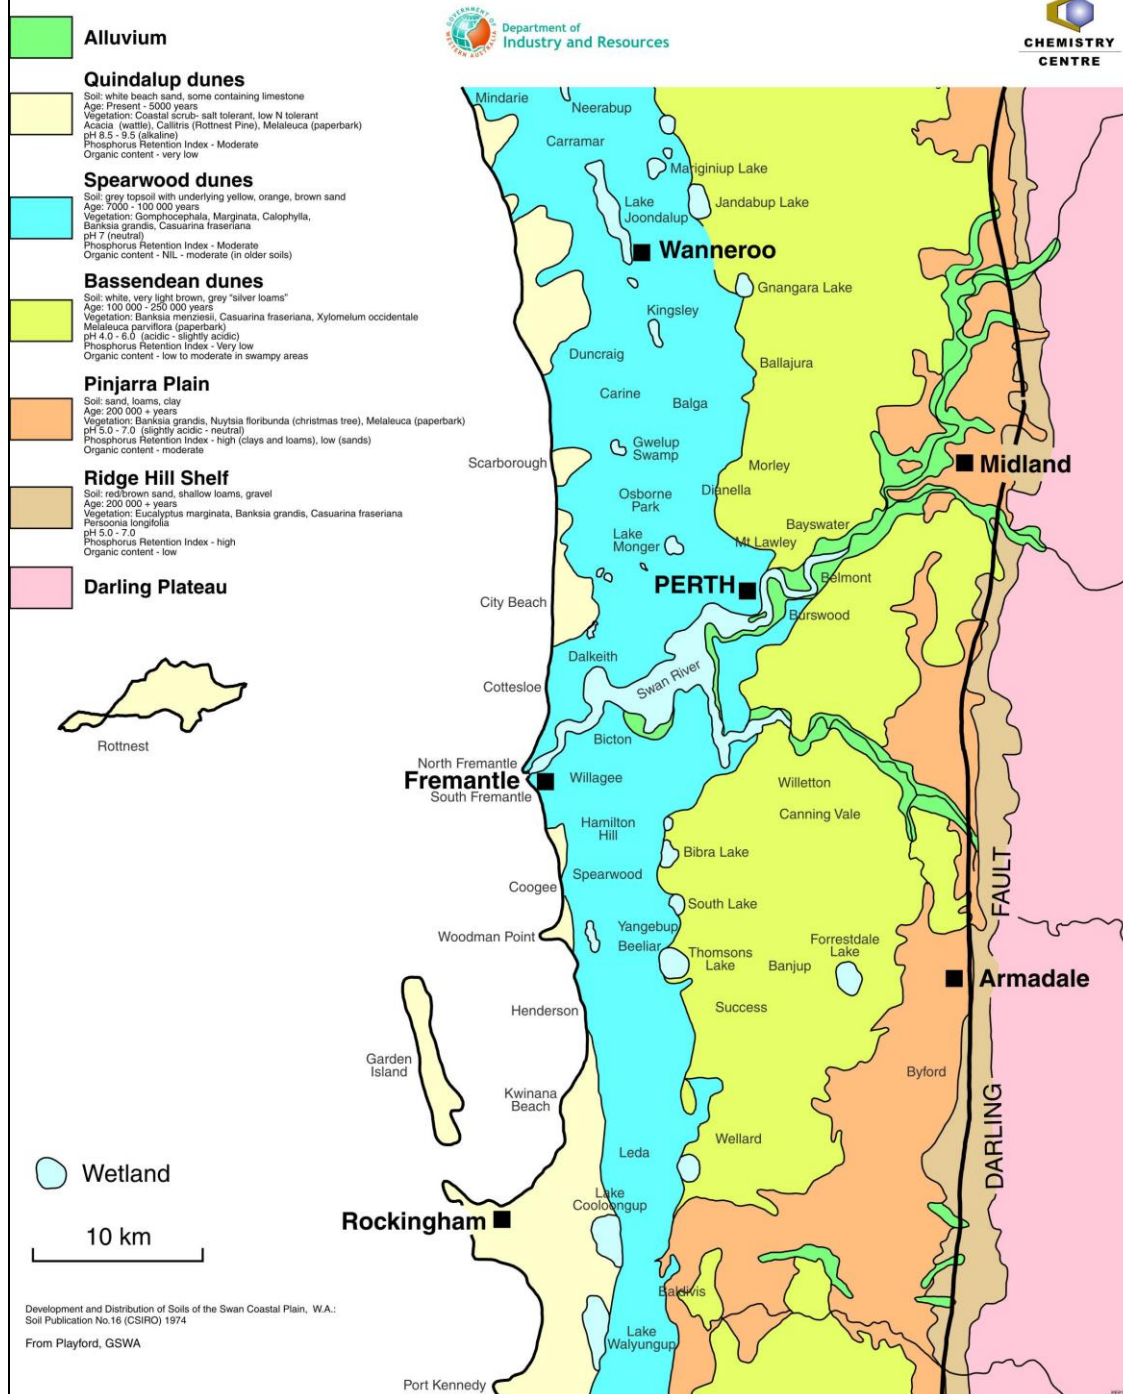 Alluvium
Quindalup dunes
Soil: white beach sand, some containing limestone
Age: Present - 5000 years
Vegetation: Coastal scrub- salt tolerant, low N tolerant
Acacia (wattle), Callitris (Rottnest Pine), Melaleuca (paperbark)
pH 8.5 - 9.5 (alkaline)
Phosphorus Retention Index - Moderate
Organic content - very low
Spearwood dunes
Soil: grey topsoil with underlying yellow, orange, brown sand
Age: 7000 - 100 000 years
Vegetation: Gomphocephala, Marginata, Calophylla,
Banksia grandis, Casuarina fraseriana
pH 7 (neutral)
Phosphorus Retention Index - Moderate
Organic content - NIL - moderate (in older soils)
Bassendean dunes
Soil: white, very light brown, grey "silver loams"
Age: 100 000 - 250 000 years
Vegetation: Banksia menziesii, Casuarina fraseriana, Xylomelum occidentale
Melaleuca parviflora (paperbark)
pH 4.0 - 6.0 (acidic - slightly acidic)
Phosphorus Retention Index - Very low
Organic content - low to moderate in swampy areas
Pinjarra Plain
Soil: sand, loams, clay
Age: 200 000 + years
Vegetation: Banksia grandis, Nuytsia floribunda (christmas tree), Melaleuca (paperbark)
pH 5.0 - 7.0 (slightly acidic - neutral)
Phosphorus Retention Index - high (clays and loams), low (sands)
Organic content - moderate
Ridge Hill Shelf
Soil: red/brown sand, shallow loams, gravel
Age: 200 000 + years
Vegetation: Eucalyptus marginata, Banksia grandis, Casuarina fraseriana
Persoonia longifolia
pH 5.0 - 7.0
Phosphorus Retention Index - high
Organic content - low
Darling Plateau
GOVERNMENT OF
WESTERN AUSTRALIA
Department of
Industry and Resources
CHEMISTRY
CENTRE
Mindarie
Neerabup
Carramar
Mariginiup Lake
Lake
Joondalup
Jandabup Lake
Wanneroo
Gnangara Lake
Kingsley
Duncraig
Ballajura
Carine
Balga
Gwelup
Swamp
Scarborough
Morley
Midland
Osborne
Park
Dianella
Bayswater
Lake
Monger
Mt Lawley
PERTH
Belmont
City Beach
Burswood
Dalkeith
Swan River
Cottesloe
Rottnest
Bicton
North Fremantle
Fremantle
South Fremantle
Willagee
Willetton
Canning Vale
Hamilton
Hill
Bibra Lake
Spearwood
Coogee
FAULT
South Lake
Yangebup
Woodman Point
Beeliar
Thomsons
Lake
Banjup
Forrestdale
Lake
Armadale
Henderson
Success
Garden
Island
Byford
Kwinana
Beach
DARLING
Wellard
Leda
Wetland
Lake
Cooloongup
Rockingham
10 km
Baldivis
Lake
Walyungup
Port Kennedy
Development and Distribution of Soils of the Swan Coastal Plain, W.A.:
Soil Publication No.16 (CSIRO) 1974
From Playford, GSWA